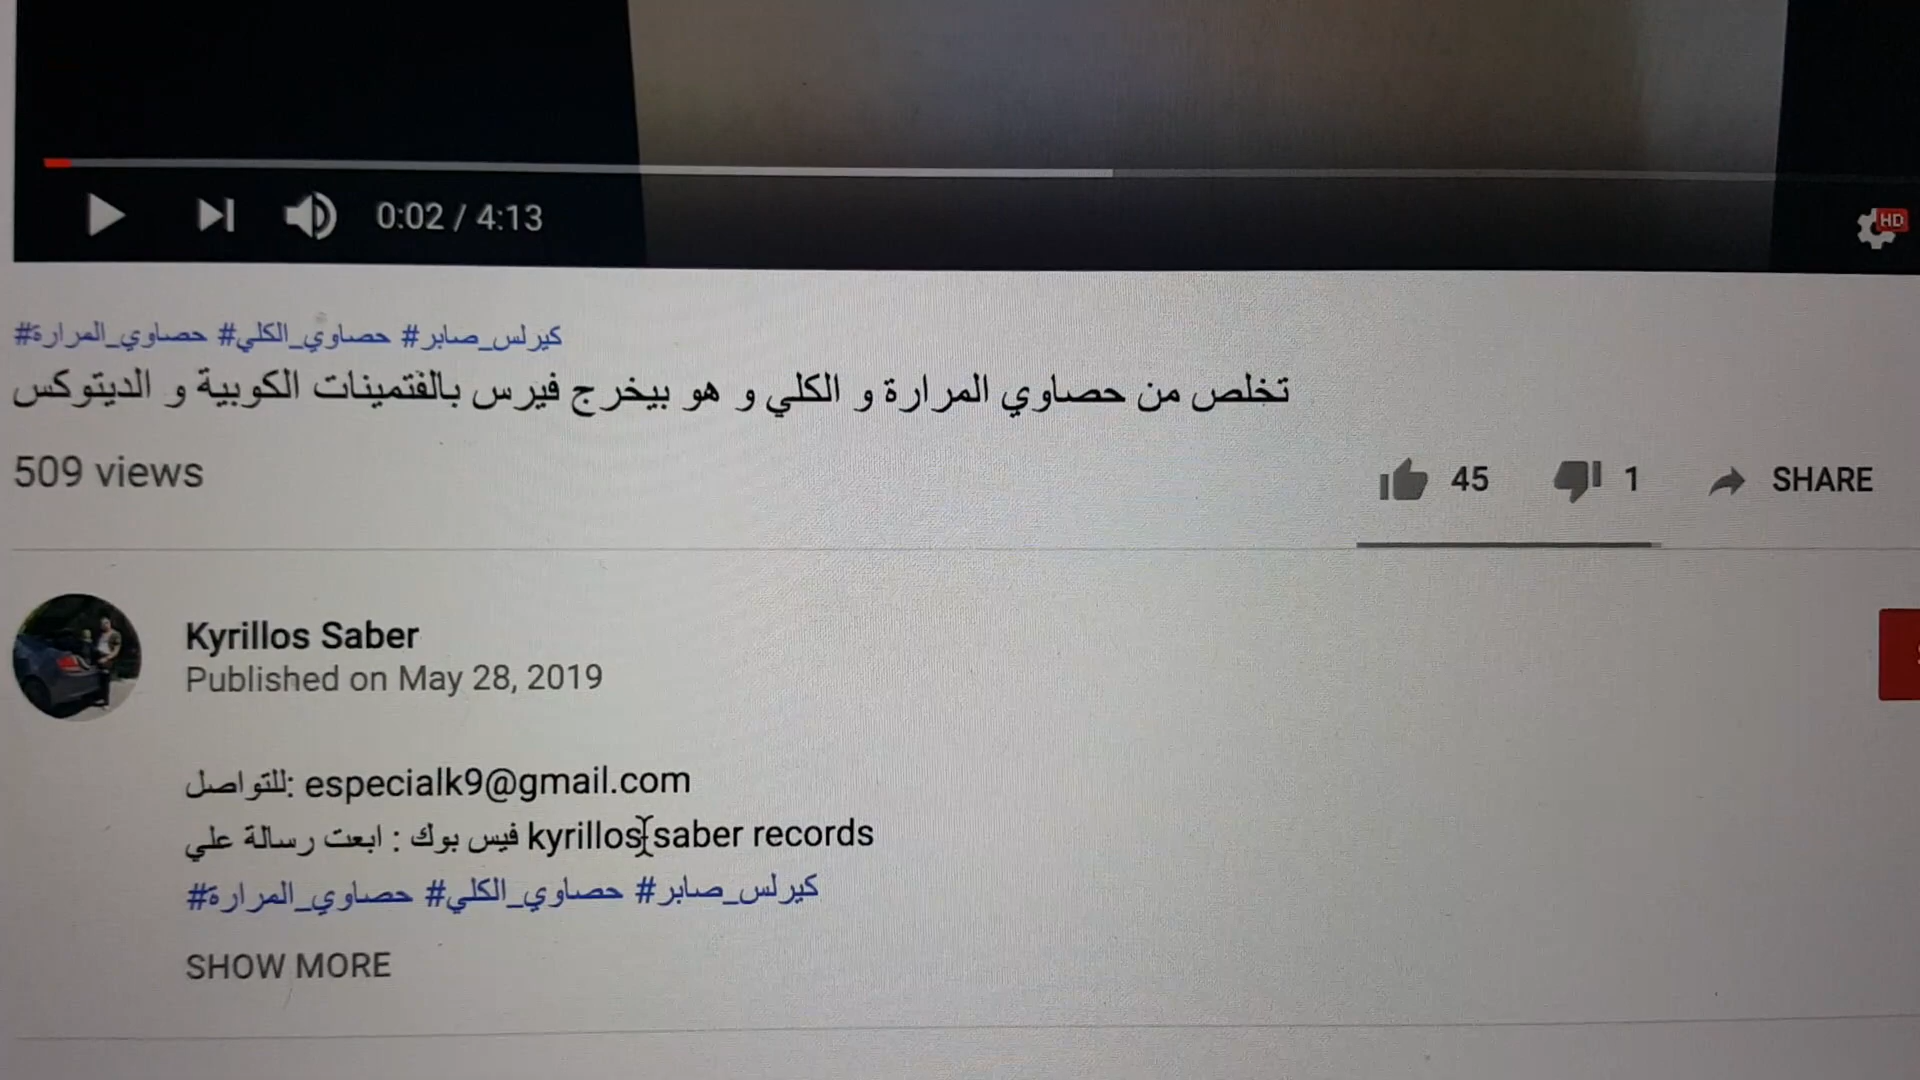 0:02 / 4:13
HD
#كيرلس_صابر #حصاوي_الكلي #حصاوي_المرارة
تخلص من حصاوي المرارة و الكلي و هو بيخرج فيرس بالفتمينات الكوبية و الديتوكس
509 views
45 1 SHARE
Kyrillos Saber
Published on May 28, 2019
للتواصل: especialk9@gmail.com
فيس بوك : ابعت رسالة علي kyrillos saber records
#كيرلس_صابر #حصاوي_الكلي #حصاوي_المرارة
SHOW MORE